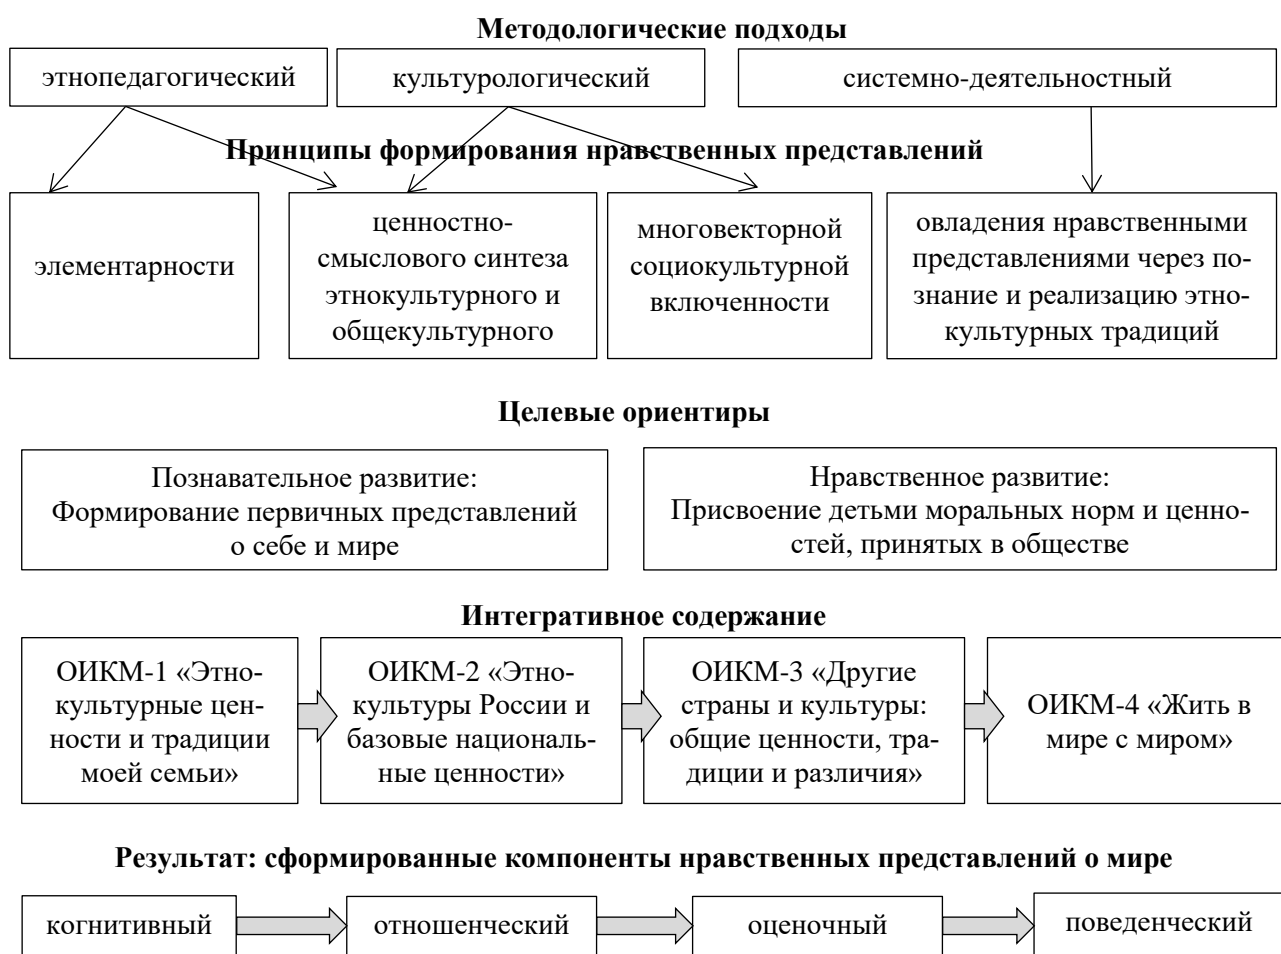 Методологические подходы
этнопедагогический
культурологический
системно-деятельностный
Принципы формирования нравственных представлений
элементарности
ценностно-
смыслового синтеза
этнокультурного и
общекультурного
многовекторной
социокультурной
включенности
овладения нравственными
представлениями через по-
знание и реализацию этно-
культурных традиций
Целевые ориентиры
Познавательное развитие:
Формирование первичных представлений
о себе и мире
Нравственное развитие:
Присвоение детьми моральных норм и ценно-
стей, принятых в обществе
Интегративное содержание
ОИКМ-1 «Этно-
культурные цен-
ности и традиции
моей семьи»
ОИКМ-2 «Этно-
культуры России и
базовые националь-
ные ценности»
ОИКМ-3 «Другие
страны и культуры:
общие ценности, тра-
диции и различия»
ОИКМ-4 «Жить в
мире с миром»
Результат: сформированные компоненты нравственных представлений о мире
когнитивный
отношенческий
оценочный
поведенческий